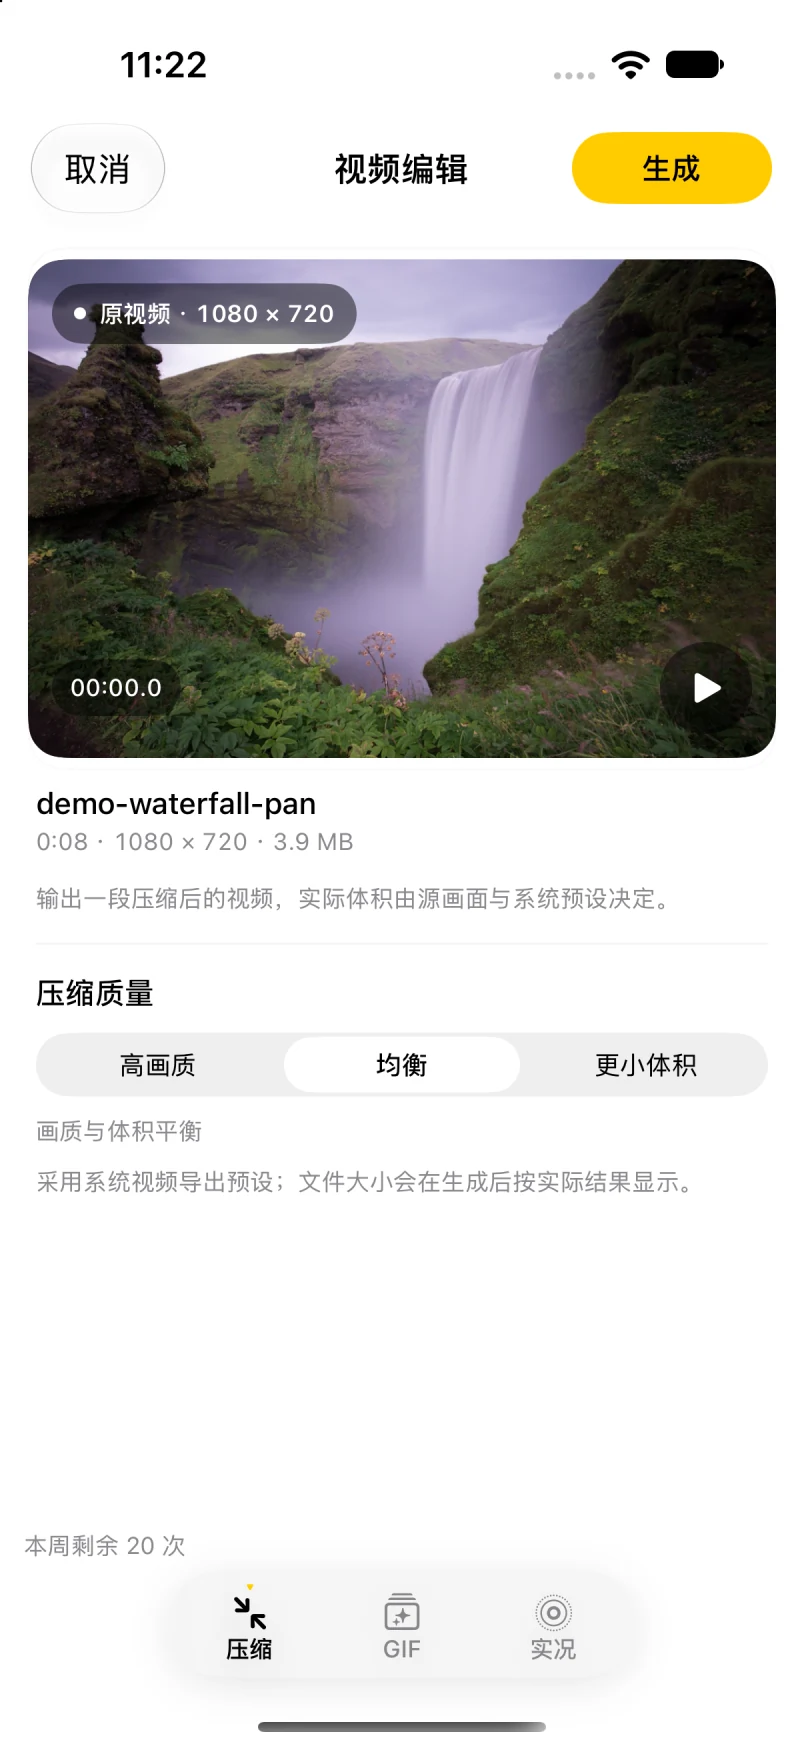 11:22
取消
视频编辑
生成
原视频 · 1080 × 720
00:00.0
demo-waterfall-pan
0:08 · 1080 × 720 · 3.9 MB
输出一段压缩后的视频，实际体积由源画面与系统预设决定。
压缩质量
高画质
均衡
更小体积
画质与体积平衡
采用系统视频导出预设；文件大小会在生成后按实际结果显示。
本周剩余 20 次
压缩
GIF
实况